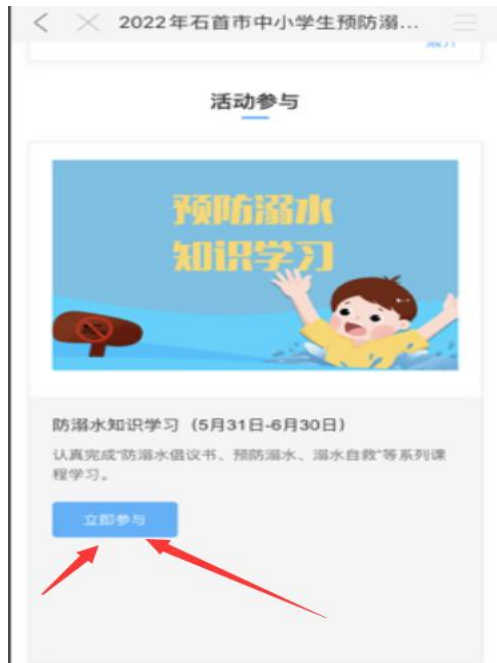 2022年石首市中小学生预防溺...
展开
活动参与
预防溺水
知识学习
防溺水知识学习（5月31日-6月30日）
认真完成“防溺水倡议书、预防溺水、溺水自救”等系列课
程学习。
立即参与